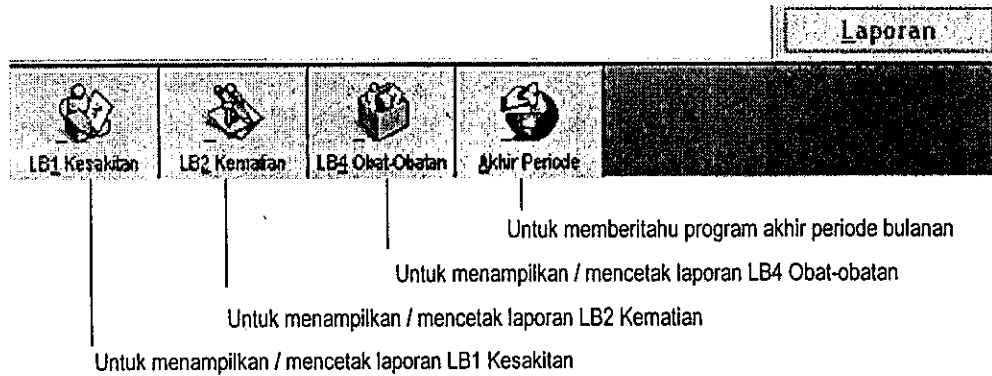 Laporan
LB1 Kesakitan
LB2 Kematian
LB4 Obat-Obatan
Akhir Periode
Untuk memberitahu program akhir periode bulanan
Untuk menampilkan / mencetak laporan LB4 Obat-obatan
Untuk menampilkan / mencetak laporan LB2 Kematian
Untuk menampilkan / mencetak laporan LB1 Kesakitan